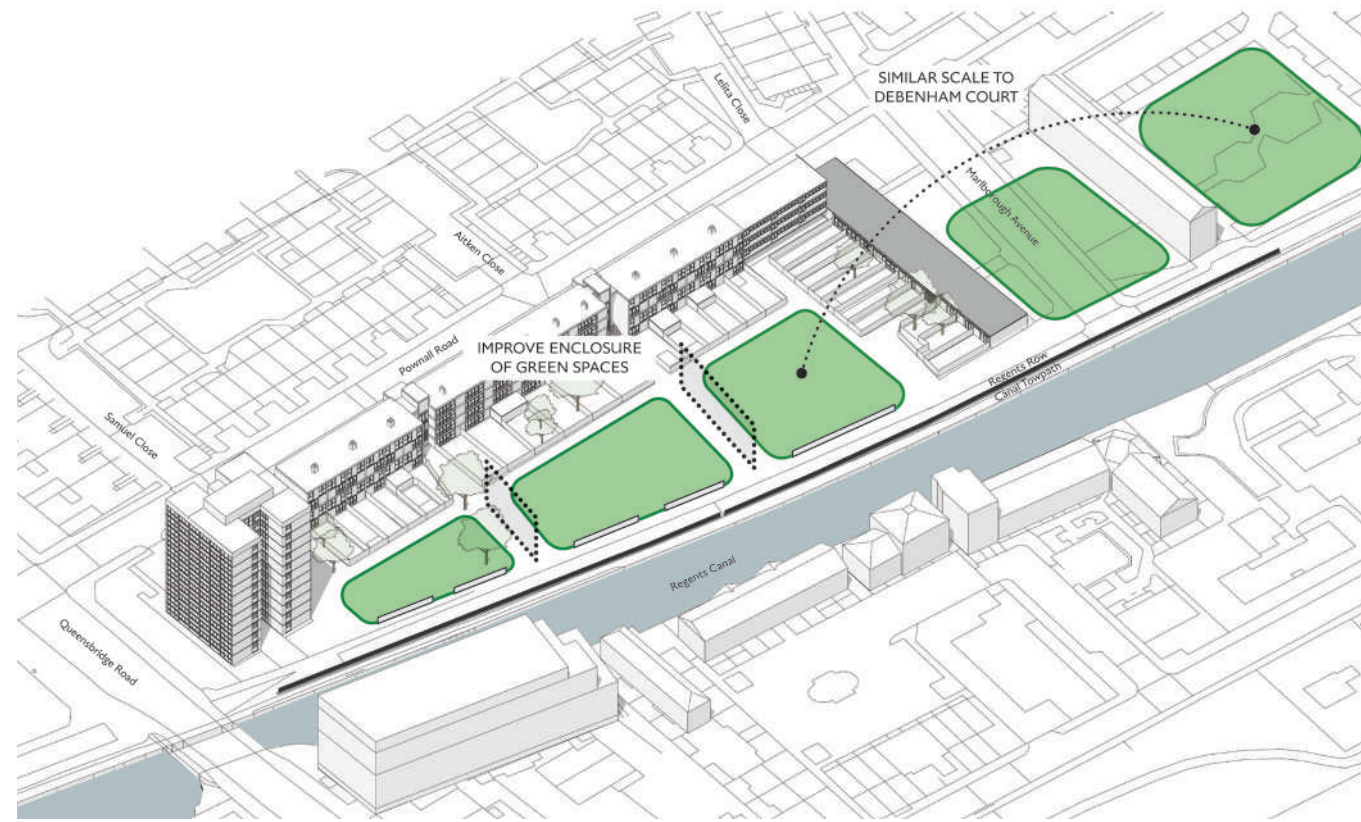 SIMILAR SCALE TO
DEBENHAM COURT
Lelita Close
Marlborough Avenue
Aitken Close
IMPROVE ENCLOSURE
OF GREEN SPACES
Pownall Road
Samuel Close
Regents Row
Canal Towpath
Regents Canal
Queensbridge Road